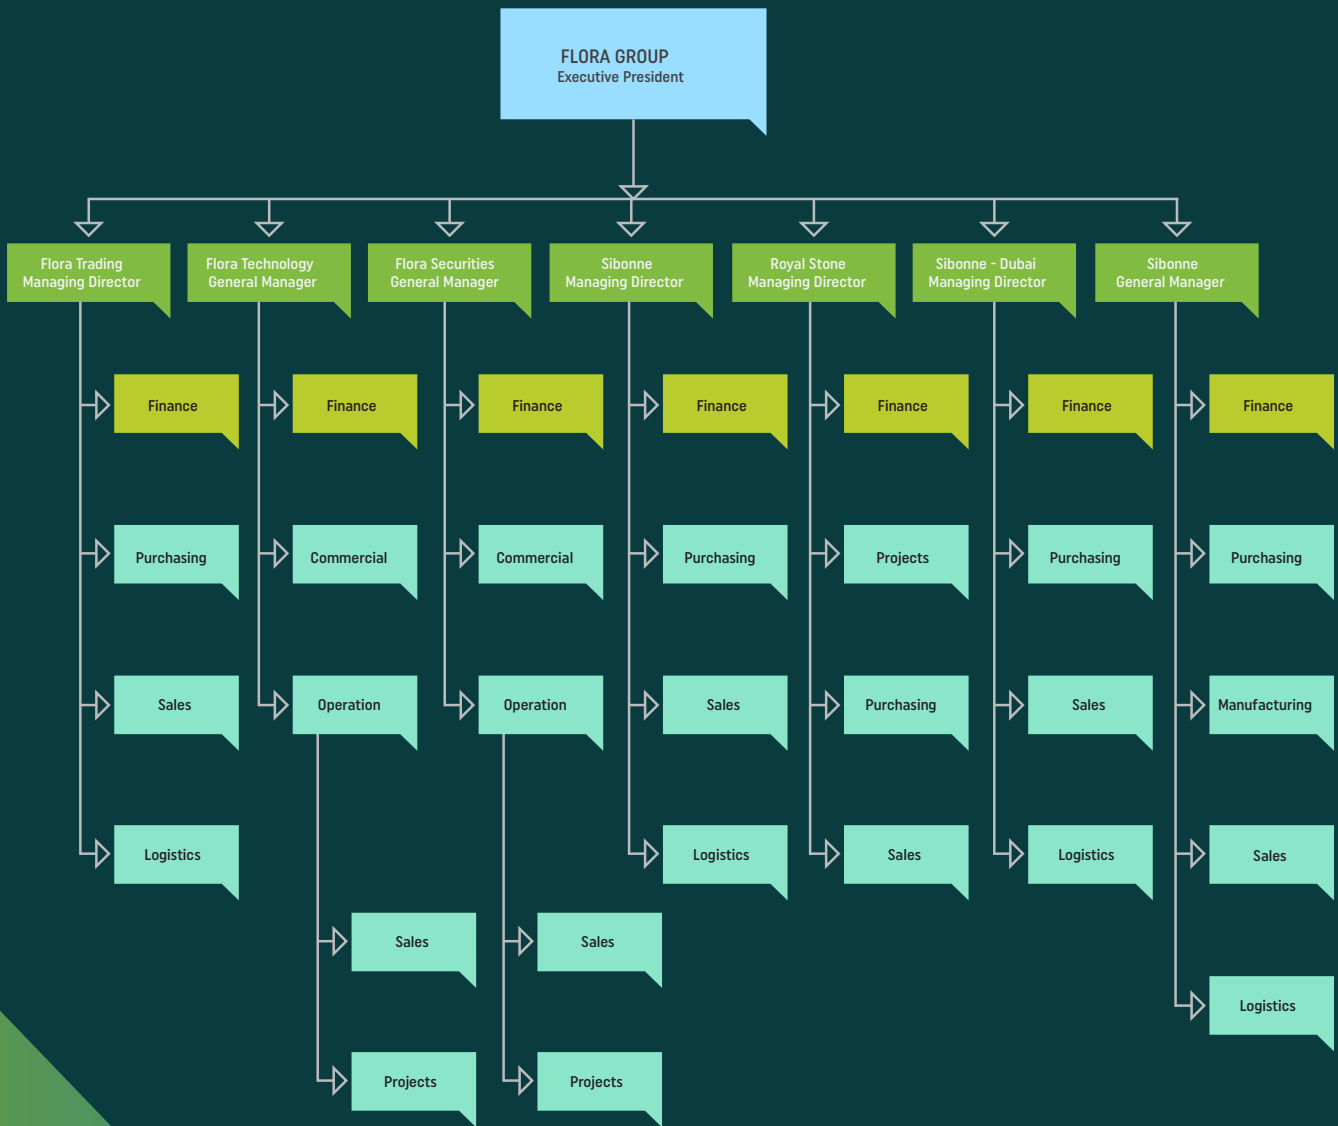 FLORA GROUP
Executive President
Flora Trading
Managing Director
Flora Technology
General Manager
Flora Securities
General Manager
Sibonne
Managing Director
Royal Stone
Managing Director
Sibonne - Dubai
Managing Director
Sibonne
General Manager
Finance
Finance
Finance
Finance
Finance
Finance
Finance
Purchasing
Commercial
Commercial
Purchasing
Projects
Purchasing
Purchasing
Sales
Operation
Operation
Sales
Purchasing
Sales
Manufacturing
Logistics
Logistics
Sales
Logistics
Sales
Sales
Sales
Logistics
Projects
Projects